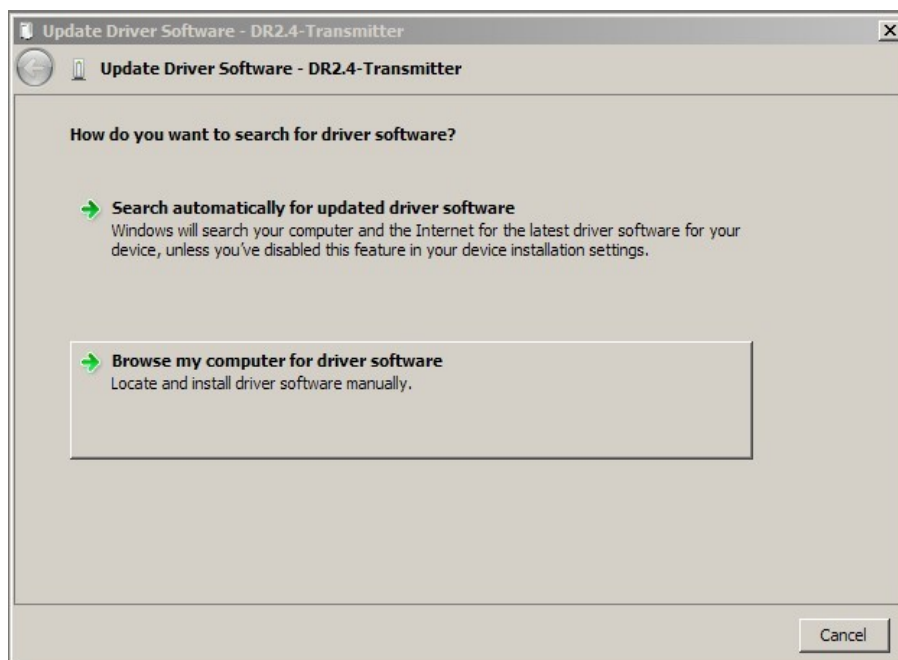 Update Driver Software - DR2.4-Transmitter
Update Driver Software - DR2.4-Transmitter
How do you want to search for driver software?
Search automatically for updated driver software
Windows will search your computer and the Internet for the latest driver software for your
device, unless you've disabled this feature in your device installation settings.
Browse my computer for driver software
Locate and install driver software manually.
Cancel